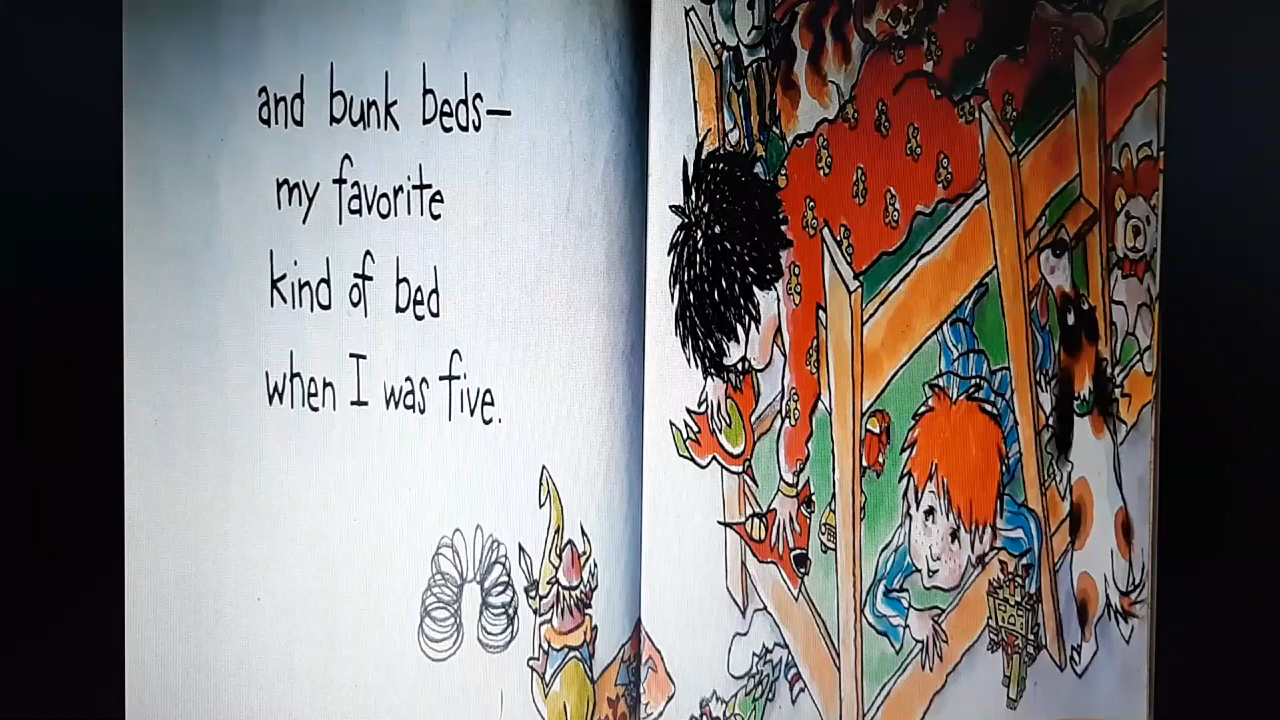 and bunk beds—
my favorite
kind of bed
when I was five.